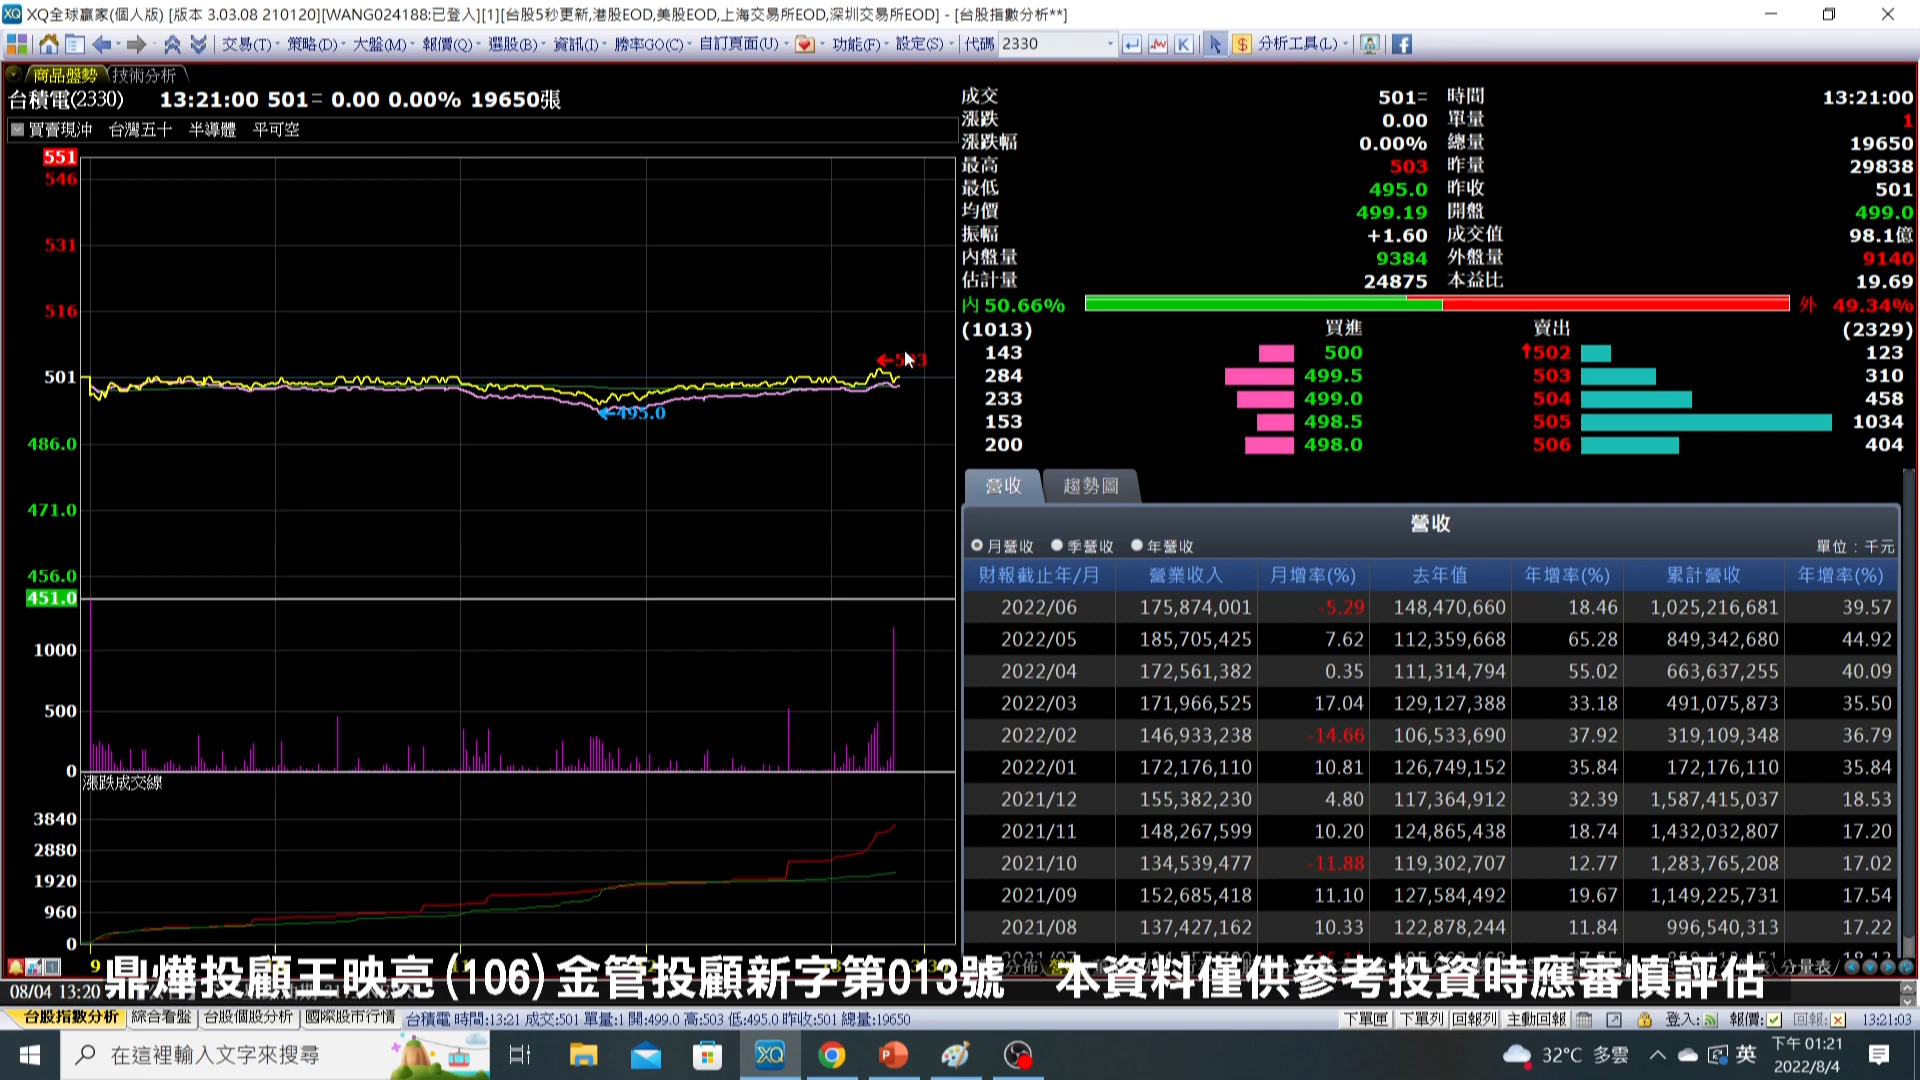 XQ全球贏家(個人版) [版本 3.03.08 210120][WANG024188:已登入][1][台股5秒更新,港股EOD,美股EOD,上海交易所EOD,深圳交易所EOD] - [台股指數分析**]
交易(T) 策略(D) 大盤(M) 報價(Q) 選股(B) 資訊(I) 勝率GO(C) 自訂頁面(U) 功能(F) 設定(S) 代碼 2330 K $ 分析工具(L)
商品盤勢 技術分析
台積電(2330) 13:21:00 501= 0.00 0.00% 19650張
買賣現沖 台灣五十 半導體 平可空
551
546
531
516
501
486.0
471.0
456.0
451.0
←495.0
1000
500
0
漲跌成交線
3840
2880
1920
960
0
9
成交 501= 時間 13:21:00
漲跌 0.00 單量 1
漲跌幅 0.00% 總量 19650
最高 503 昨量 29838
最低 495.0 昨收 501
均價 499.19 開盤 499.0
振幅 +1.60 成交值 98.1億
內盤量 9384 外盤量 9140
估計量 24875 本益比 19.69
內 50.66% 外 49.34%
(1013) 買進 賣出 (2329)
143 500 ↑502 123
284 499.5 503 310
233 499.0 504 458
153 498.5 505 1034
200 498.0 506 404
營收 趨勢圖
營收
月營收 季營收 年營收 單位：千元
財報截止年/月 營業收入 月增率(%) 去年值 年增率(%) 累計營收 年增率(%)
2022/06 175,874,001 -5.29 148,470,660 18.46 1,025,216,681 39.57
2022/05 185,705,425 7.62 112,359,668 65.28 849,342,680 44.92
2022/04 172,561,382 0.35 111,314,794 55.02 663,637,255 40.09
2022/03 171,966,525 17.04 129,127,388 33.18 491,075,873 35.50
2022/02 146,933,238 -14.66 106,533,690 37.92 319,109,348 36.79
2022/01 172,176,110 10.81 126,749,152 35.84 172,176,110 35.84
2021/12 155,382,230 4.80 117,364,912 32.39 1,587,415,037 18.53
2021/11 148,267,599 10.20 124,865,438 18.74 1,432,032,807 17.20
2021/10 134,539,477 -11.88 119,302,707 12.77 1,283,765,208 17.02
2021/09 152,685,418 11.10 127,584,492 19.67 1,149,225,731 17.54
2021/08 137,427,162 10.33 122,878,244 11.84 996,540,313 17.22
分量表
鼎燁投顧王映亮(106)金管投顧新字第013號 本資料僅供參考投資時應審慎評估
08/04 13:20
台股指數分析 綜合看盤 台股個股分析 國際股市行情 台積電 時間:13:21 成交:501 單量:1 開:499.0 高:503 低:495.0 昨收:501 總量:19650 下單匣 下單列 回報列 主動回報 登入: 報價: 回報: 13:21:03
在這裡輸入文字來搜尋 XQ 32°C 多雲 英 下午 01:21
2022/8/4